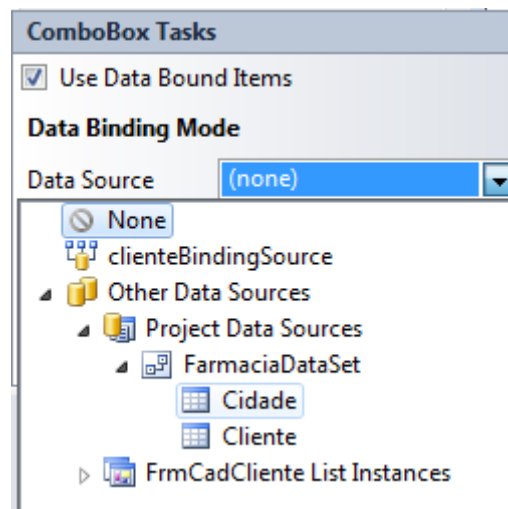 ComboBox Tasks
Use Data Bound Items
Data Binding Mode
Data Source (none)
None
clienteBindingSource
Other Data Sources
Project Data Sources
FarmaciaDataSet
Cidade
Cliente
FrmCadCliente List Instances